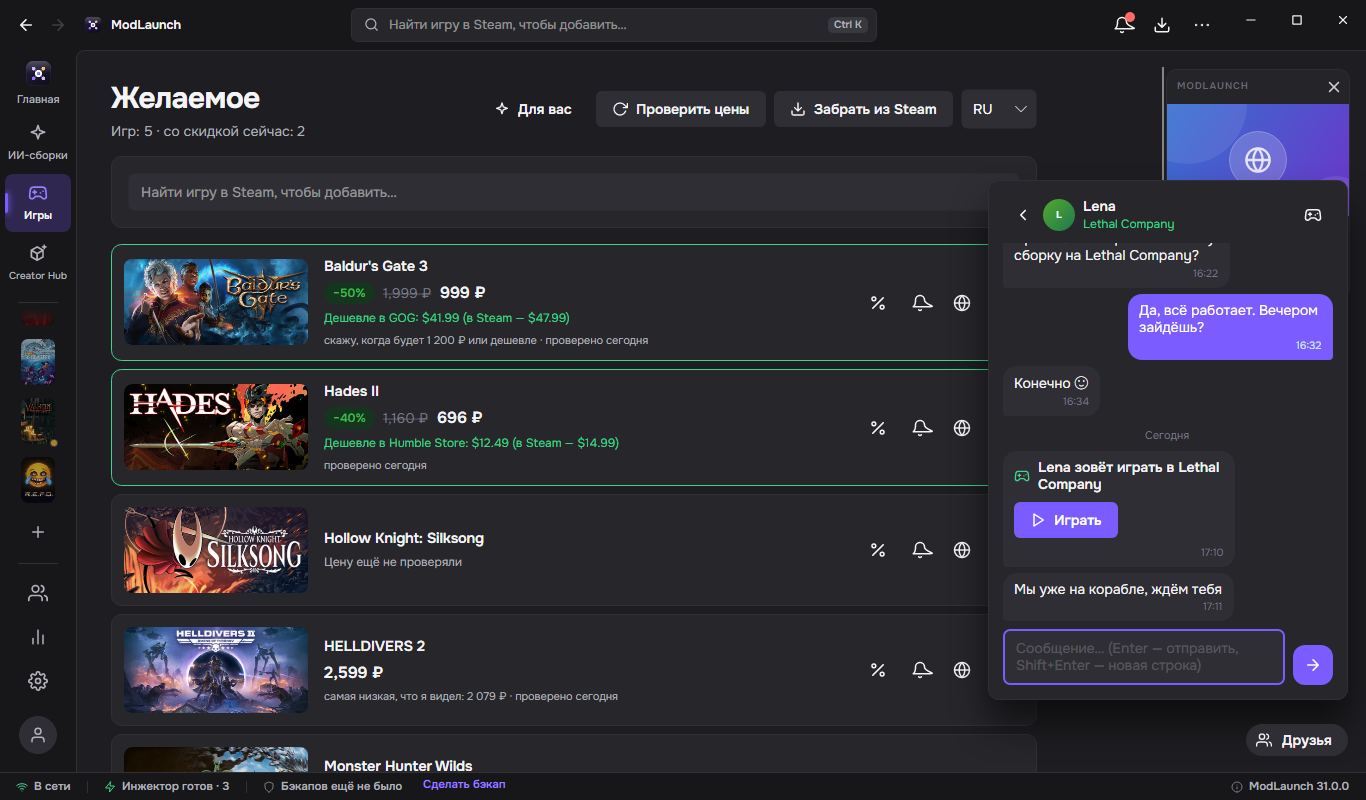 ModLaunch
Найти игру в Steam, чтобы добавить...
Ctrl K
Главная
ИИ-сборки
Игры
Creator Hub
Желаемое
Игр: 5 · со скидкой сейчас: 2
Для вас
Проверить цены
Забрать из Steam
RU
Найти игру в Steam, чтобы добавить...
BALDUR'S GATE
Baldur's Gate 3
−50% 1,999 ₽ 999 ₽
Дешевле в GOG: $41.99 (в Steam — $47.99)
скажу, когда будет 1 200 ₽ или дешевле · проверено сегодня
HADES
Hades II
−40% 1,160 ₽ 696 ₽
Дешевле в Humble Store: $12.49 (в Steam — $14.99)
проверено сегодня
HOLLOW KNIGHT
SILKSONG
Hollow Knight: Silksong
Цену ещё не проверяли
HELLDIVERS II
HELLDIVERS 2
2,599 ₽
самая низкая, что я видел: 2 079 ₽ · проверено сегодня
Monster Hunter Wilds
MODLAUNCH
L
Lena
Lethal Company
сборку на Lethal Company?
16:22
Да, всё работает. Вечером
зайдёшь?
16:32
Конечно
16:34
Сегодня
Lena зовёт играть в Lethal
Company
Играть
17:10
Мы уже на корабле, ждём тебя
17:11
Сообщение... (Enter — отправить,
Shift+Enter — новая строка)
Друзья
В сети
Инжектор готов · 3
Бэкапов ещё не было
Сделать бэкап
ModLaunch 31.0.0